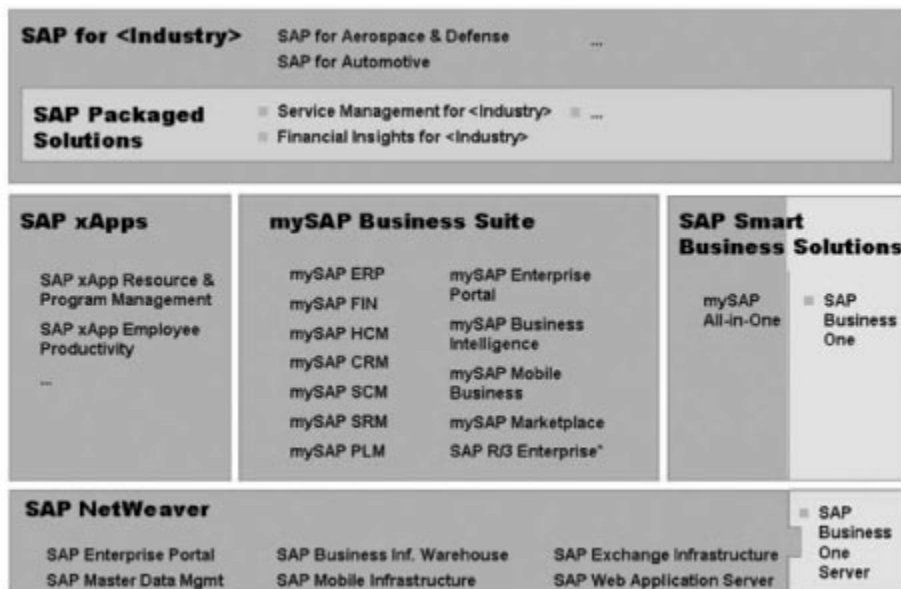 SAP for <Industry>
SAP for Aerospace & Defense
...
SAP for Automotive
SAP Packaged
Solutions
Service Management for <Industry>
...
Financial Insights for <Industry>
SAP xApps
SAP xApp Resource &
Program Management
SAP xApp Employee
Productivity
...
mySAP Business Suite
mySAP ERP
mySAP FIN
mySAP HCM
mySAP CRM
mySAP SCM
mySAP SRM
mySAP PLM
mySAP Enterprise
Portal
mySAP Business
Intelligence
mySAP Mobile
Business
mySAP Marketplace
SAP R/3 Enterprise*
SAP Smart
Business Solutions
mySAP
All-in-One
SAP
Business
One
SAP NetWeaver
SAP Enterprise Portal
SAP Business Inf. Warehouse
SAP Exchange Infrastructure
SAP Master Data Mgmt
SAP Mobile Infrastructure
SAP Web Application Server
SAP
Business
One
Server